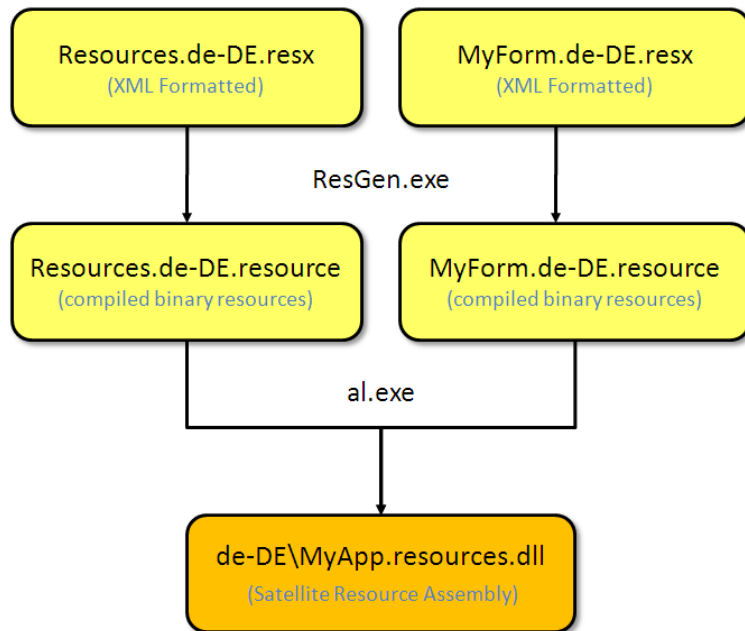 Resources.de-DE.resx
(XML Formatted)
MyForm.de-DE.resx
(XML Formatted)
ResGen.exe
Resources.de-DE.resource
(compiled binary resources)
MyForm.de-DE.resource
(compiled binary resources)
al.exe
de-DE\MyApp.resources.dll
(Satellite Resource Assembly)